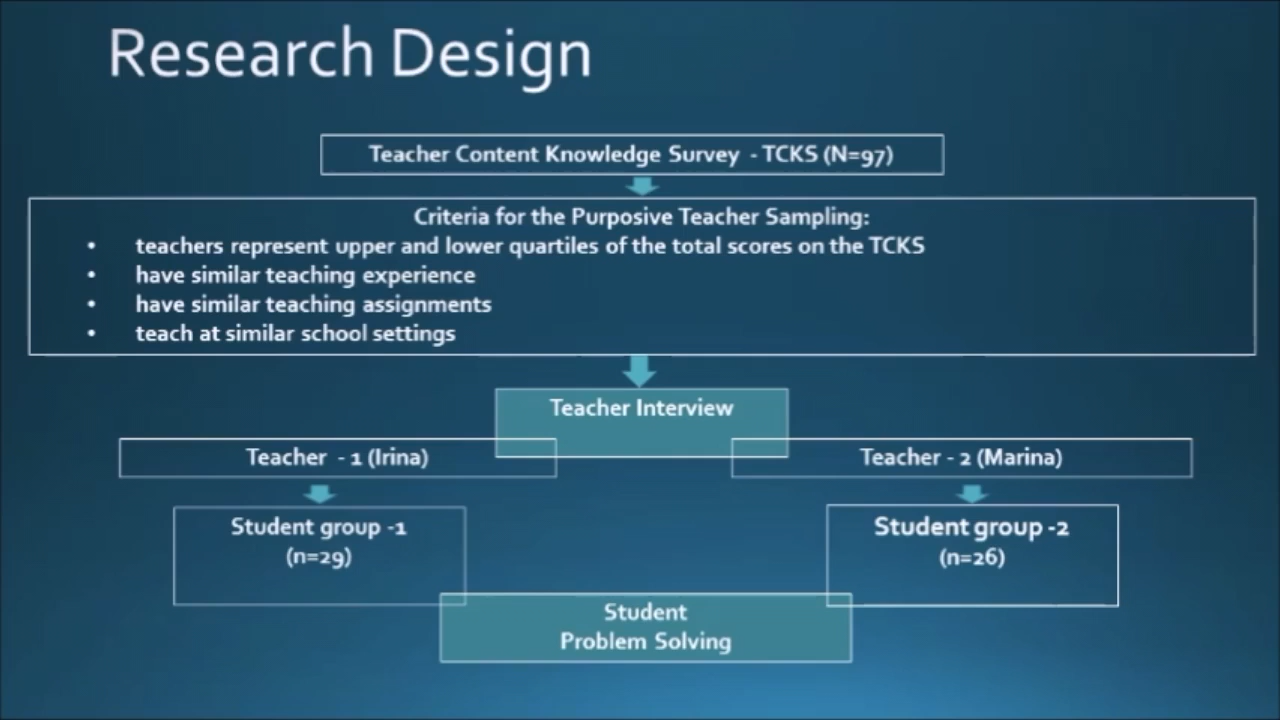 Research Design
Teacher Content Knowledge Survey - TCKS (N=97)
Criteria for the Purposive Teacher Sampling:
• teachers represent upper and lower quartiles of the total scores on the TCKS
• have similar teaching experience
• have similar teaching assignments
• teach at similar school settings
Teacher Interview
Teacher - 1 (Irina)
Teacher - 2 (Marina)
Student group -1
(n=29)
Student group -2
(n=26)
Student
Problem Solving